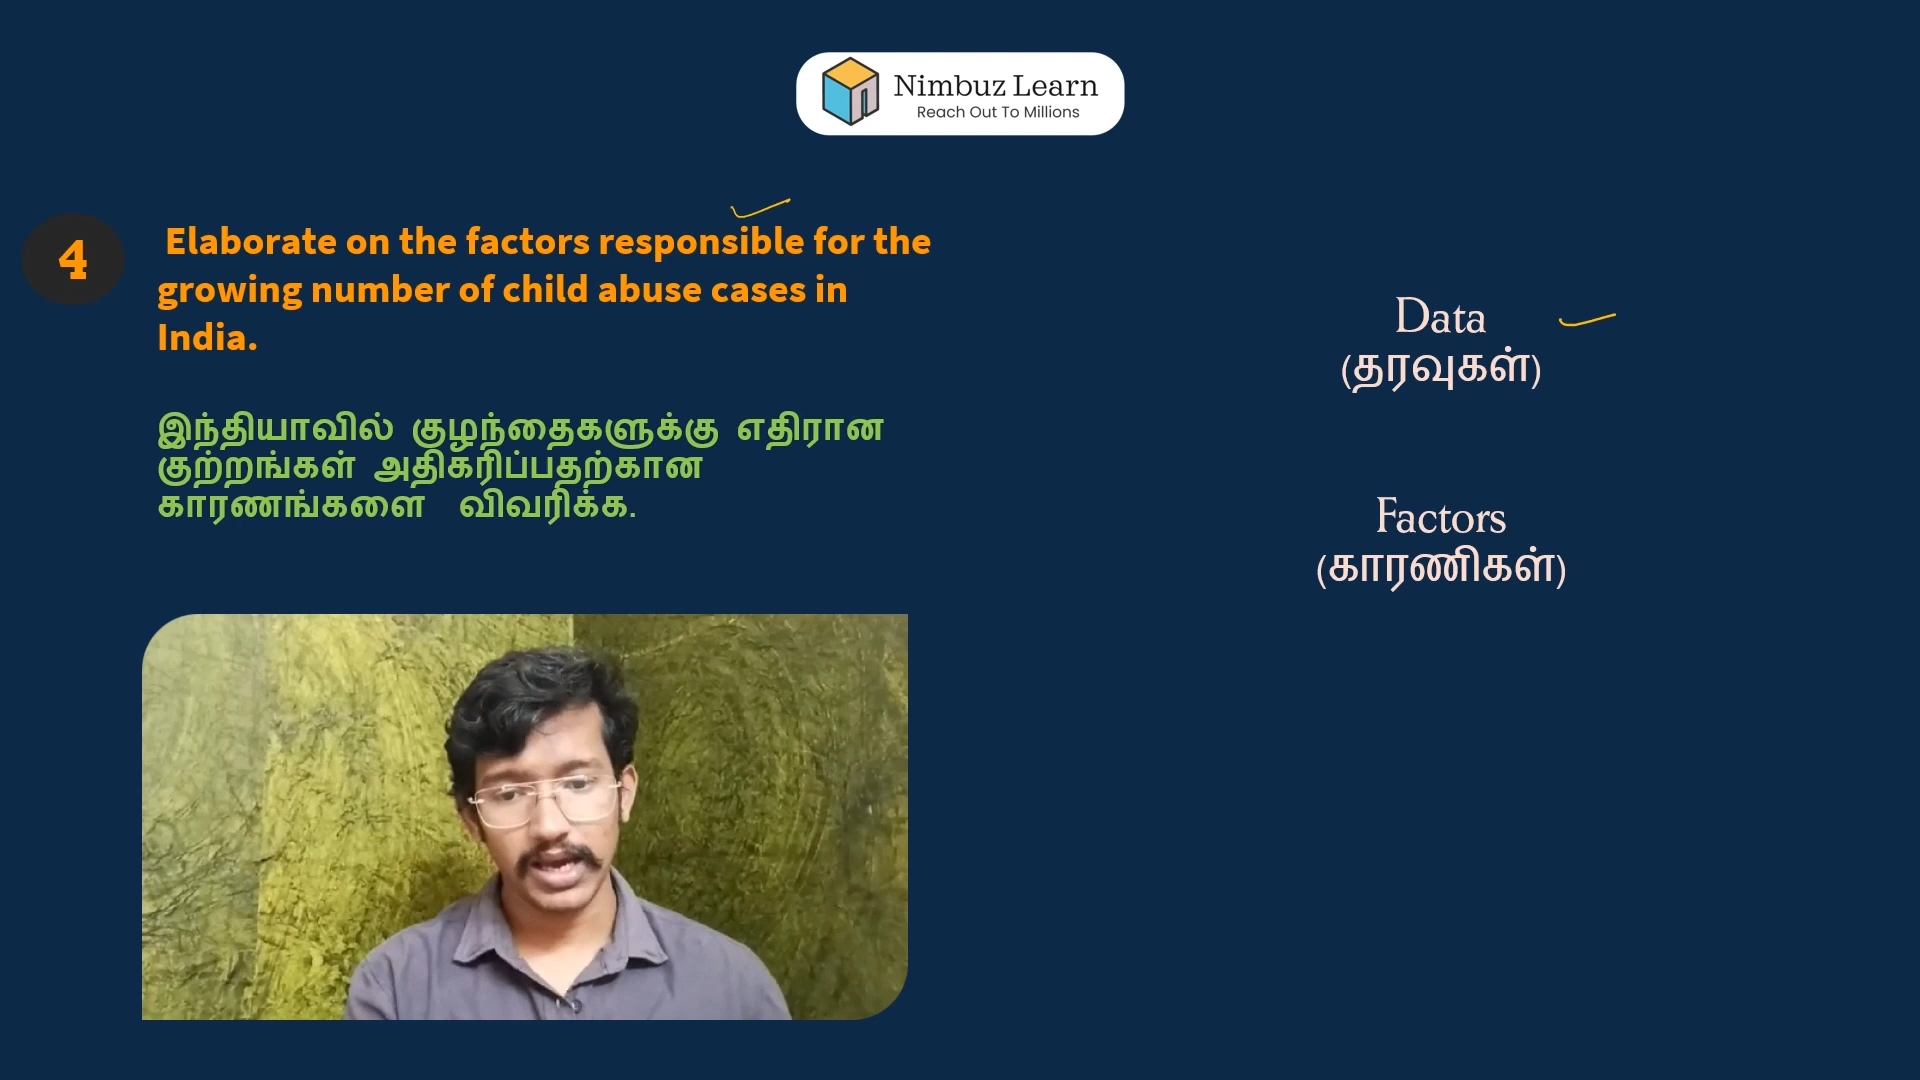 Nimbuz Learn
Reach Out To Millions
4
Elaborate on the factors responsible for the
growing number of child abuse cases in
India.
இந்தியாவில் குழந்தைகளுக்கு எதிரான
குற்றங்கள் அதிகரிப்பதற்கான
காரணங்களை விவரிக்க.
Data
(தரவுகள்)
Factors
(காரணிகள்)